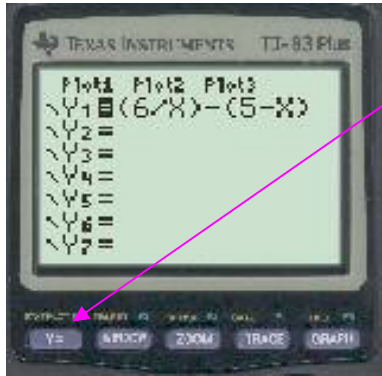 TEXAS INSTRUMENTS TI-83 Plus
Plot1 Plot2 Plot3
\Y1=(6/X)-(5-X)
\Y2=
\Y3=
\Y4=
\Y5=
\Y6=
\Y7=
Y= WINDOW ZOOM TRACE GRAPH